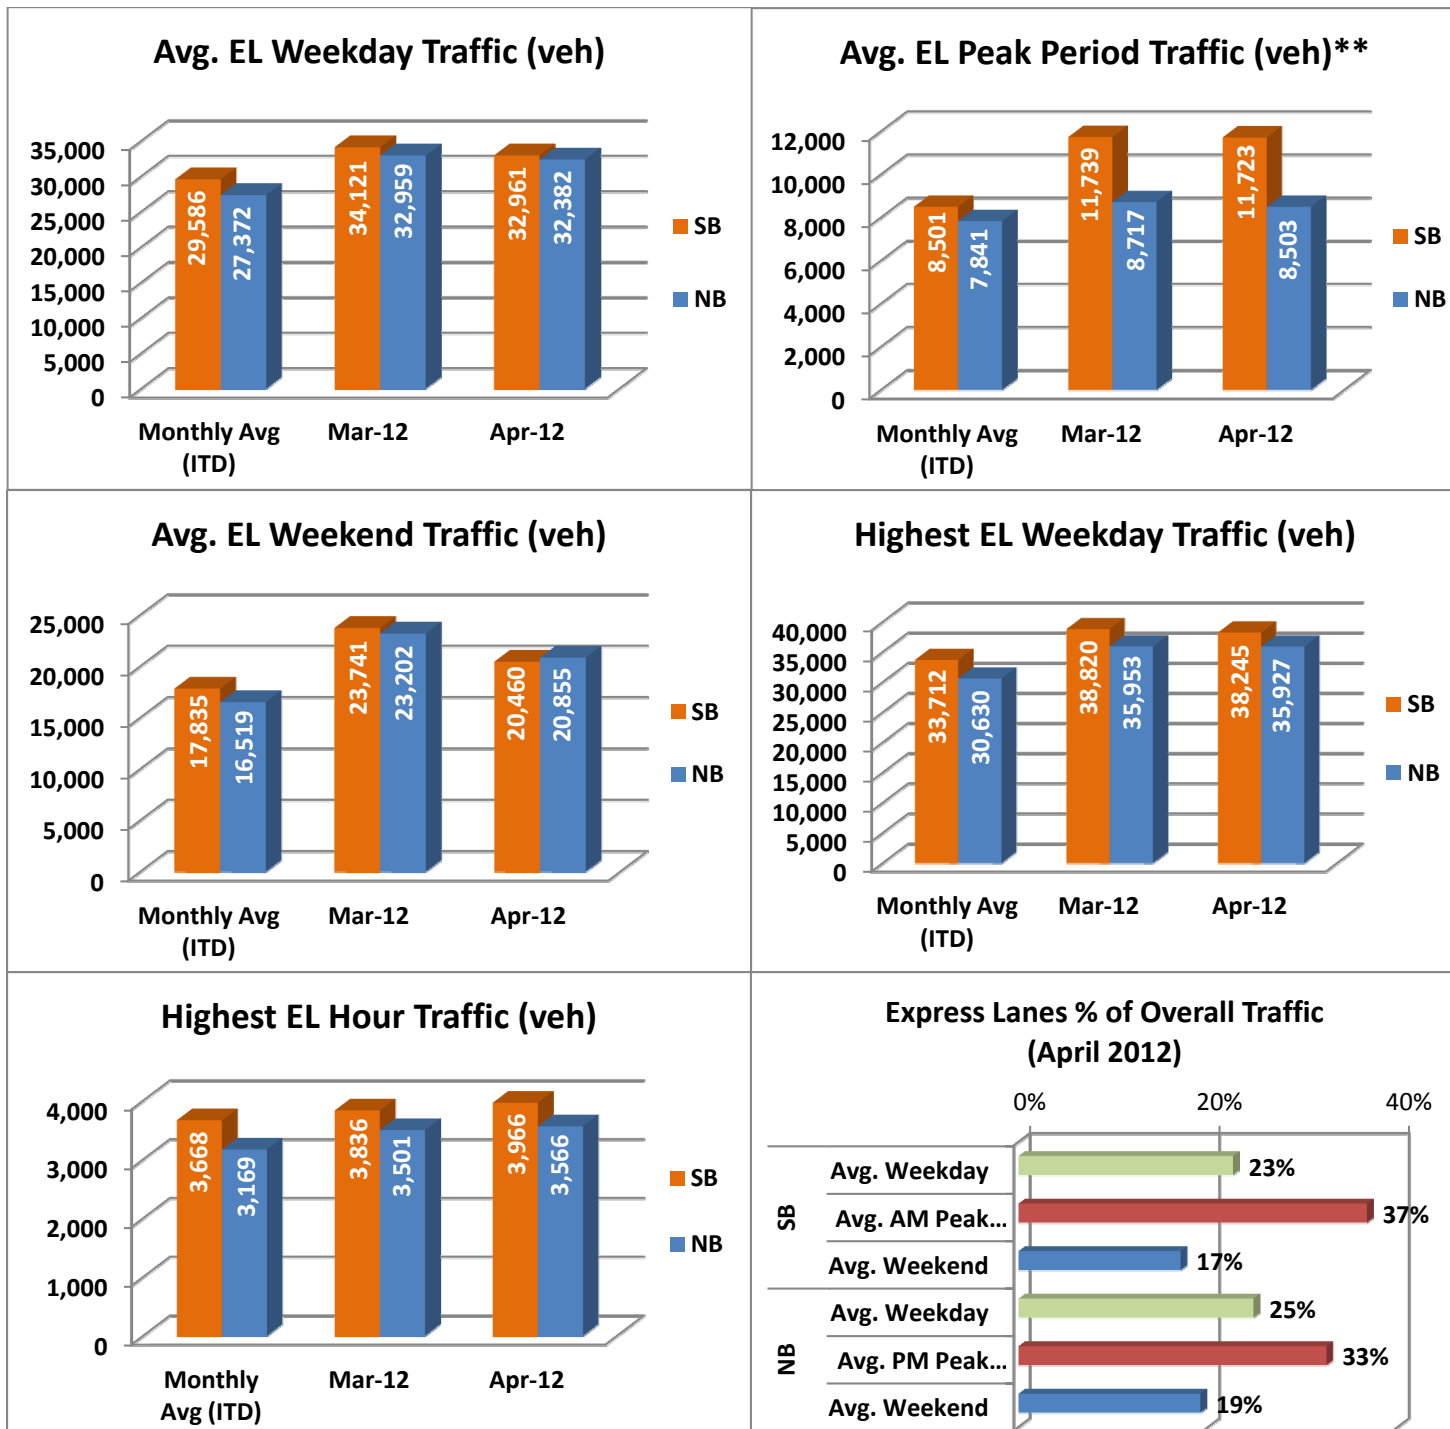 Avg. EL Weekday Traffic (veh)
35,000
30,000
25,000
20,000
15,000
10,000
5,000
0
29,586
27,372
34,121
32,959
32,961
32,382
SB
NB
Monthly Avg
(ITD)
Mar-12
Apr-12
Avg. EL Peak Period Traffic (veh)**
12,000
10,000
8,000
6,000
4,000
2,000
0
8,501
7,841
11,739
8,717
11,723
8,503
SB
NB
Monthly Avg
(ITD)
Mar-12
Apr-12
Avg. EL Weekend Traffic (veh)
25,000
20,000
15,000
10,000
5,000
0
17,835
16,519
23,741
23,202
20,460
20,855
SB
NB
Monthly Avg
(ITD)
Mar-12
Apr-12
Highest EL Weekday Traffic (veh)
40,000
35,000
30,000
25,000
20,000
15,000
10,000
5,000
0
33,712
30,630
38,820
35,953
38,245
35,927
SB
NB
Monthly Avg
(ITD)
Mar-12
Apr-12
Highest EL Hour Traffic (veh)
4,000
3,000
2,000
1,000
0
3,668
3,169
3,836
3,501
3,966
3,566
SB
NB
Monthly
Avg (ITD)
Mar-12
Apr-12
Express Lanes % of Overall Traffic
(April 2012)
0% 20% 40%
SB
Avg. Weekday 23%
Avg. AM Peak... 37%
Avg. Weekend 17%
NB
Avg. Weekday 25%
Avg. PM Peak... 33%
Avg. Weekend 19%